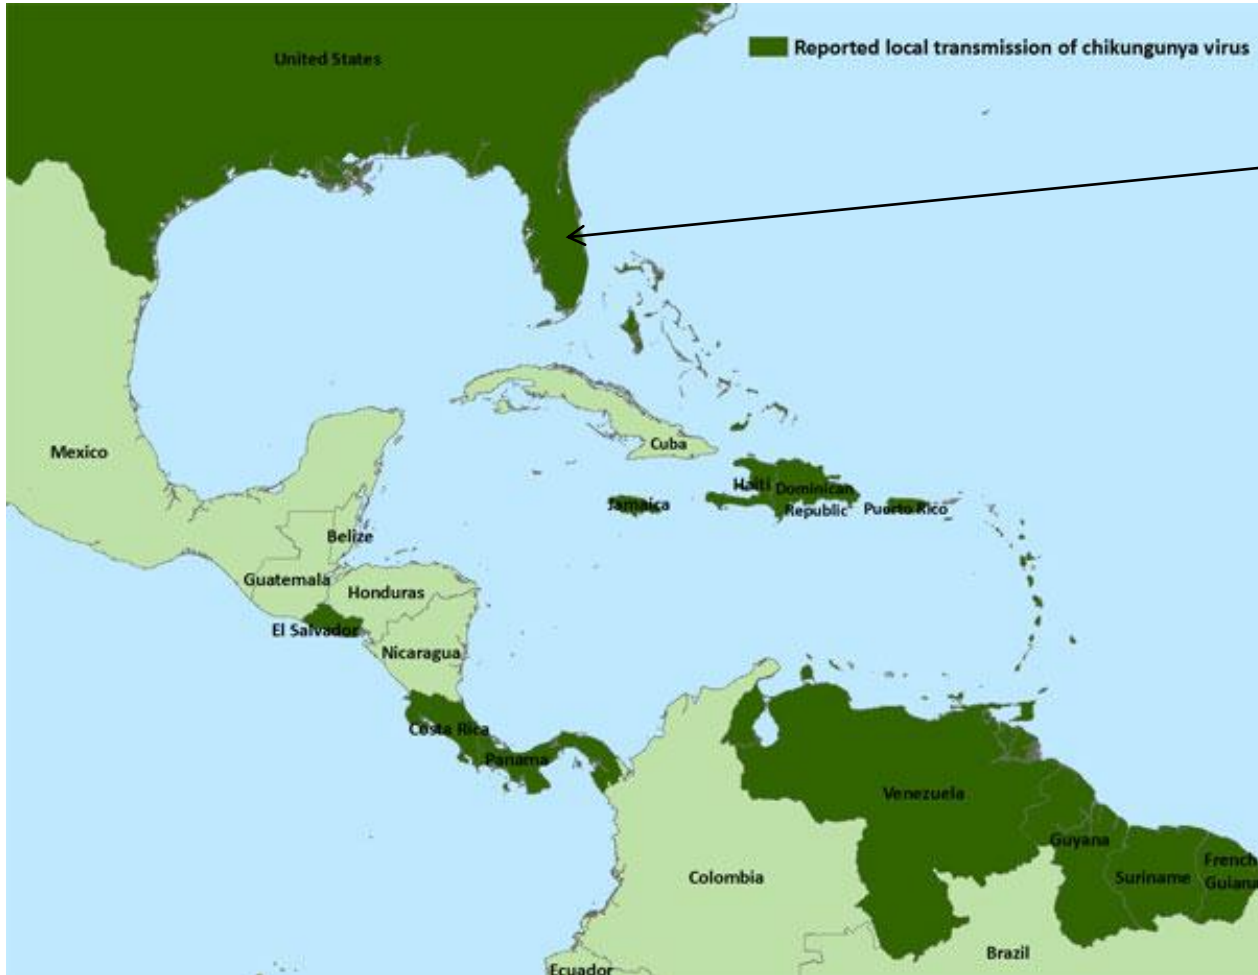 United States
Reported local transmission of chikungunya virus
Mexico
Cuba
Haiti
Dominican
Republic
Jamaica
Puerto Rico
Belize
Guatemala
Honduras
El Salvador
Nicaragua
Costa Rica
Panama
Venezuela
Guyana
Suriname
French
Guiana
Colombia
Brazil
Ecuador